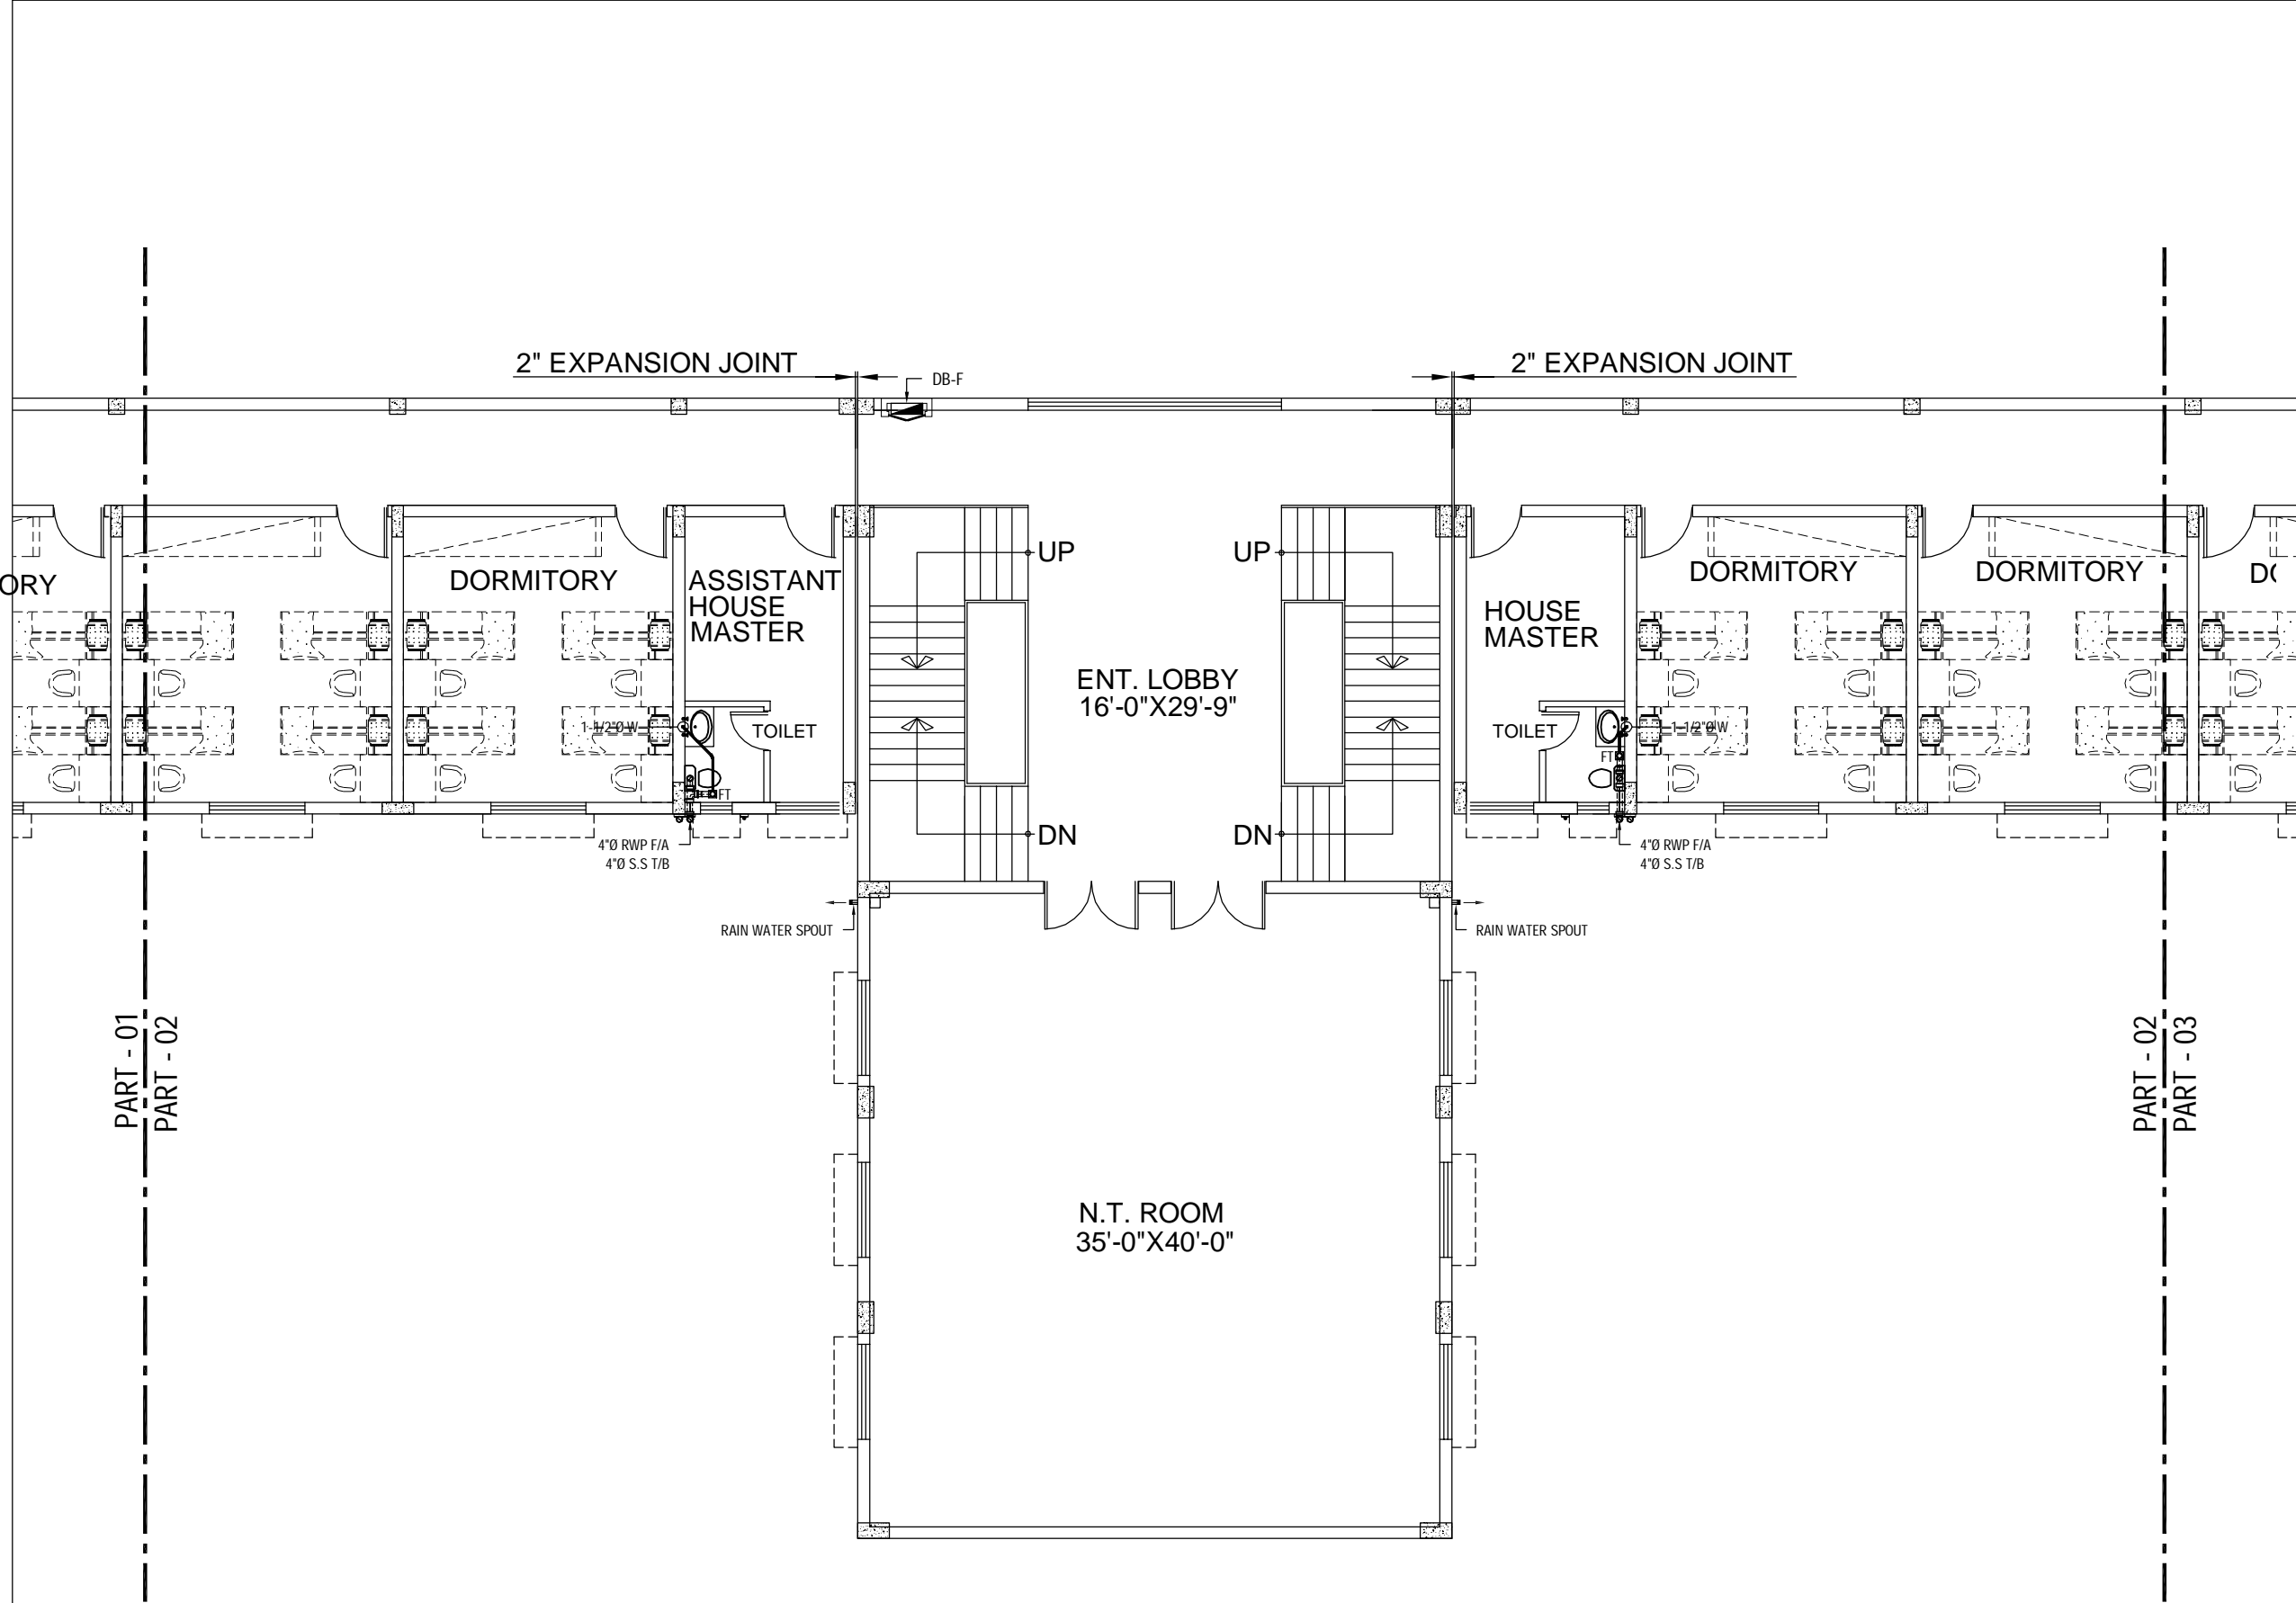 2" EXPANSION JOINT
2" EXPANSION JOINT
DB-F
UP
UP
ORY
DORMITORY
ASSISTANT
HOUSE
MASTER
HOUSE
MASTER
DORMITORY
DORMITORY
ENT. LOBBY
16'-0"X29'-9"
1-1/2"Ø W
TOILET
TOILET
1-1/2"Ø W
FT
FT
DN
DN
4"Ø RWP F/A
4"Ø S.S T/B
4"Ø RWP F/A
4"Ø S.S T/B
RAIN WATER SPOUT
RAIN WATER SPOUT
PART - 01
PART - 02
PART - 02
PART - 03
N.T. ROOM
35'-0"X40'-0"